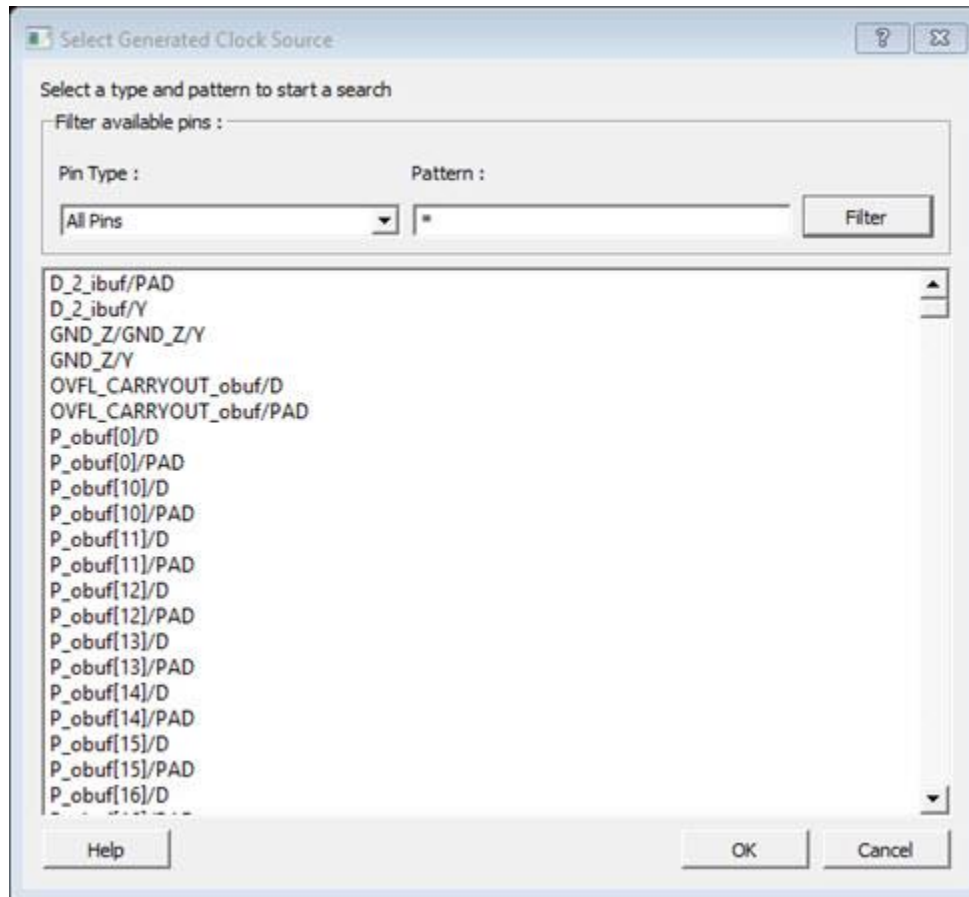 Select Generated Clock Source
Select a type and pattern to start a search
Filter available pins :
Pin Type :
Pattern :
All Pins
*
Filter
D_2_ibuf/PAD
D_2_ibuf/Y
GND_Z/GND_Z/Y
GND_Z/Y
OVFL_CARRYOUT_obuf/D
OVFL_CARRYOUT_obuf/PAD
P_obuf[0]/D
P_obuf[0]/PAD
P_obuf[10]/D
P_obuf[10]/PAD
P_obuf[11]/D
P_obuf[11]/PAD
P_obuf[12]/D
P_obuf[12]/PAD
P_obuf[13]/D
P_obuf[13]/PAD
P_obuf[14]/D
P_obuf[14]/PAD
P_obuf[15]/D
P_obuf[15]/PAD
P_obuf[16]/D
Help
OK
Cancel